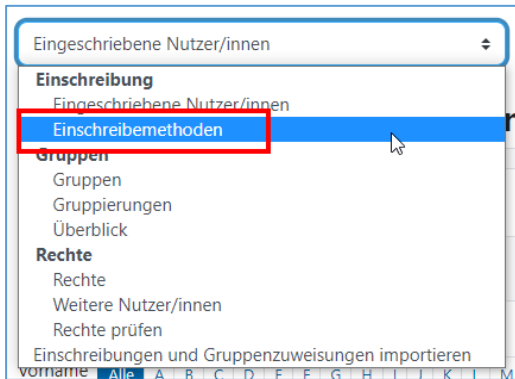 Eingeschriebene Nutzer/innen
Einschreibung
Eingeschriebene Nutzer/innen
Einschreibemethoden
Gruppen
Gruppen
Gruppierungen
Überblick
Rechte
Rechte
Weitere Nutzer/innen
Rechte prüfen
Einschreibungen und Gruppenzuweisungen importieren
Vorname Alle A B C D E F G H I J K L M